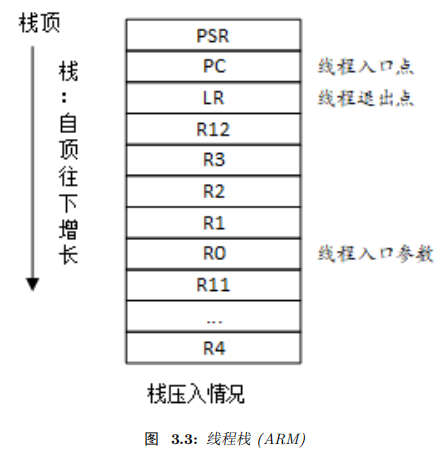 栈顶
栈：自顶往下增长
PSR
PC 线程入口点
LR 线程退出点
R12
R3
R2
R1
R0 线程入口参数
R11
...
R4
栈压入情况
图 3.3: 线程栈 (ARM)